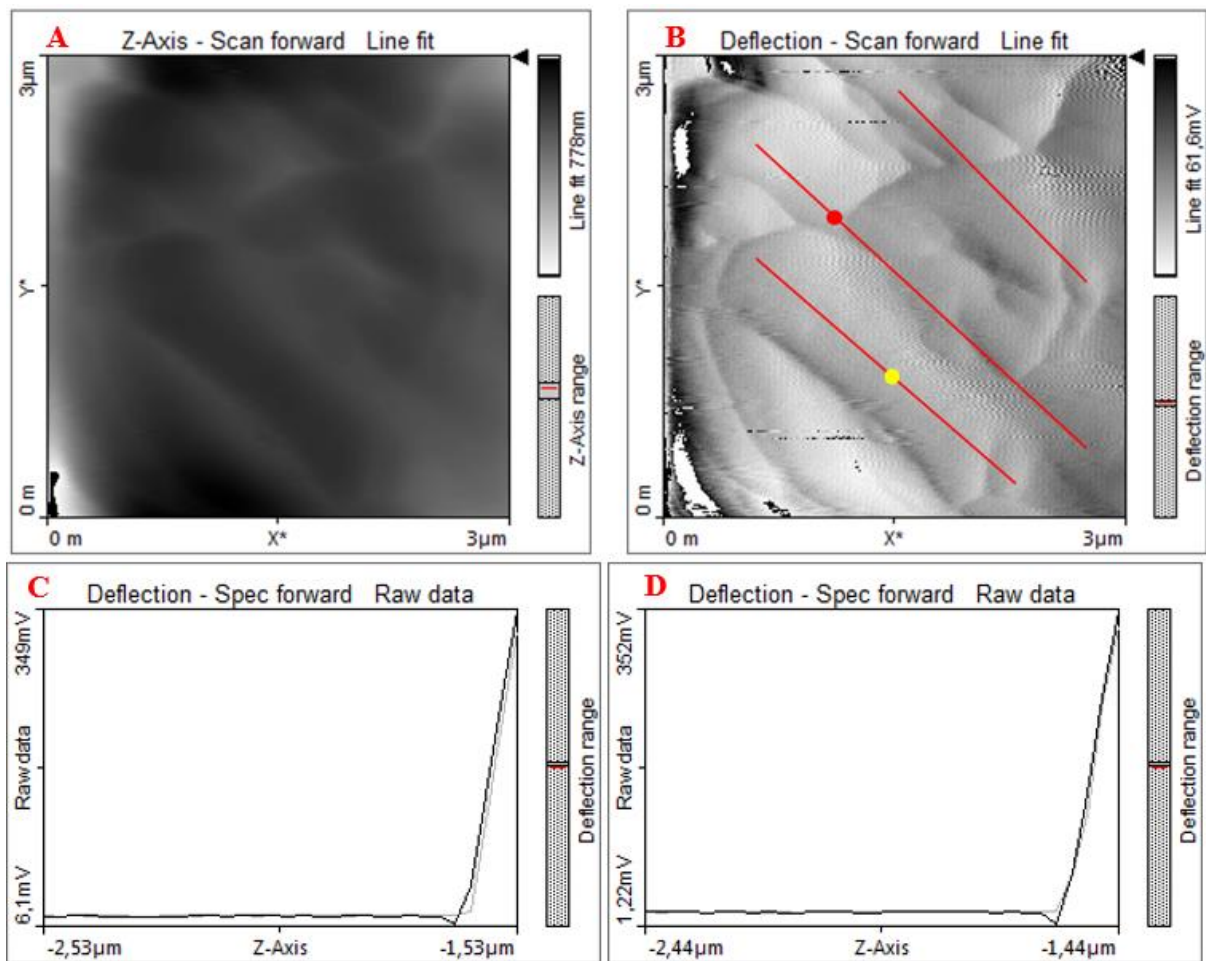 A
Z-Axis - Scan forward Line fit
3µm
Y*
0 m
0 m
X*
3µm
Line fit 778nm
Z-Axis range
B
Deflection - Scan forward Line fit
3µm
Y*
0 m
0 m
X*
3µm
Line fit 61,6mV
Deflection range
C
Deflection - Spec forward Raw data
349mV
Raw data
6,1mV
-2,53µm
Z-Axis
-1,53µm
Deflection range
D
Deflection - Spec forward Raw data
352mV
Raw data
1,22mV
-2,44µm
Z-Axis
-1,44µm
Deflection range